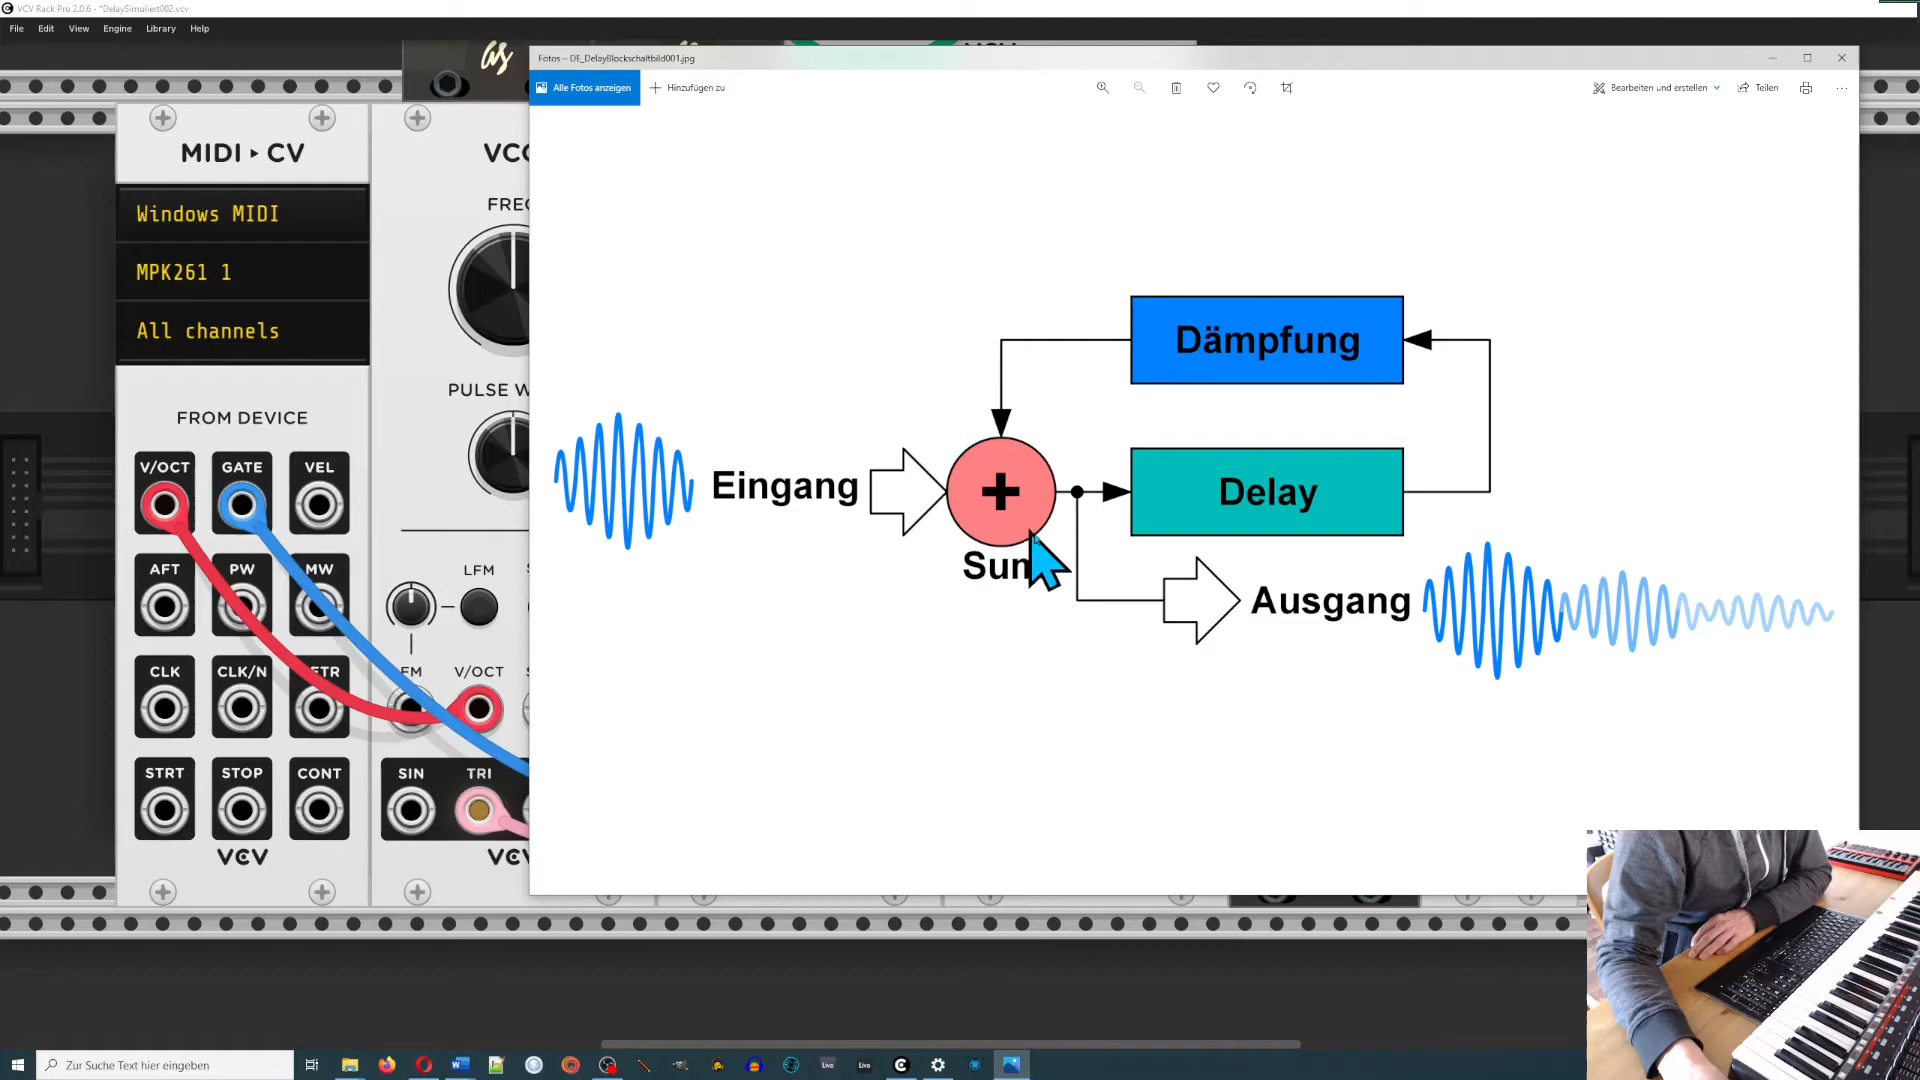 VCV Rack Pro 2.0.6 - *DelaySimuliert002.vcv
File Edit View Engine Library Help
Fotos – DE_DelayBlockschaltbild001.jpg
Alle Fotos anzeigen
Hinzufügen zu
Bearbeiten und erstellen
Teilen
MIDI CV
Windows MIDI
MPK261 1
All channels
FROM DEVICE
V/OCT GATE VEL
AFT PW MW
CLK CLK/N
STRT STOP CONT
VCV
FREQ
PULSE W
LFM
FM V/OCT
SIN TRI
VCV
Dämpfung
Eingang
+
Delay
Ausgang
Zur Suche Text hier eingeben
Live
Live